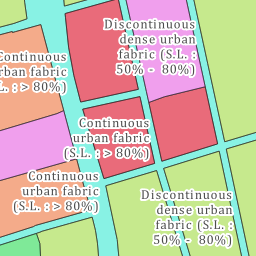 Discontinuous
dense urban
fabric (S.L. :
50% - 80%)
Continuous
urban fabric
(S.L. : > 80%)
Continuous
urban fabric
(S.L. : > 80%)
Continuous
urban fabric
(S.L. : > 80%)
Discontinuous
dense urban
fabric (S.L. :
50% - 80%)